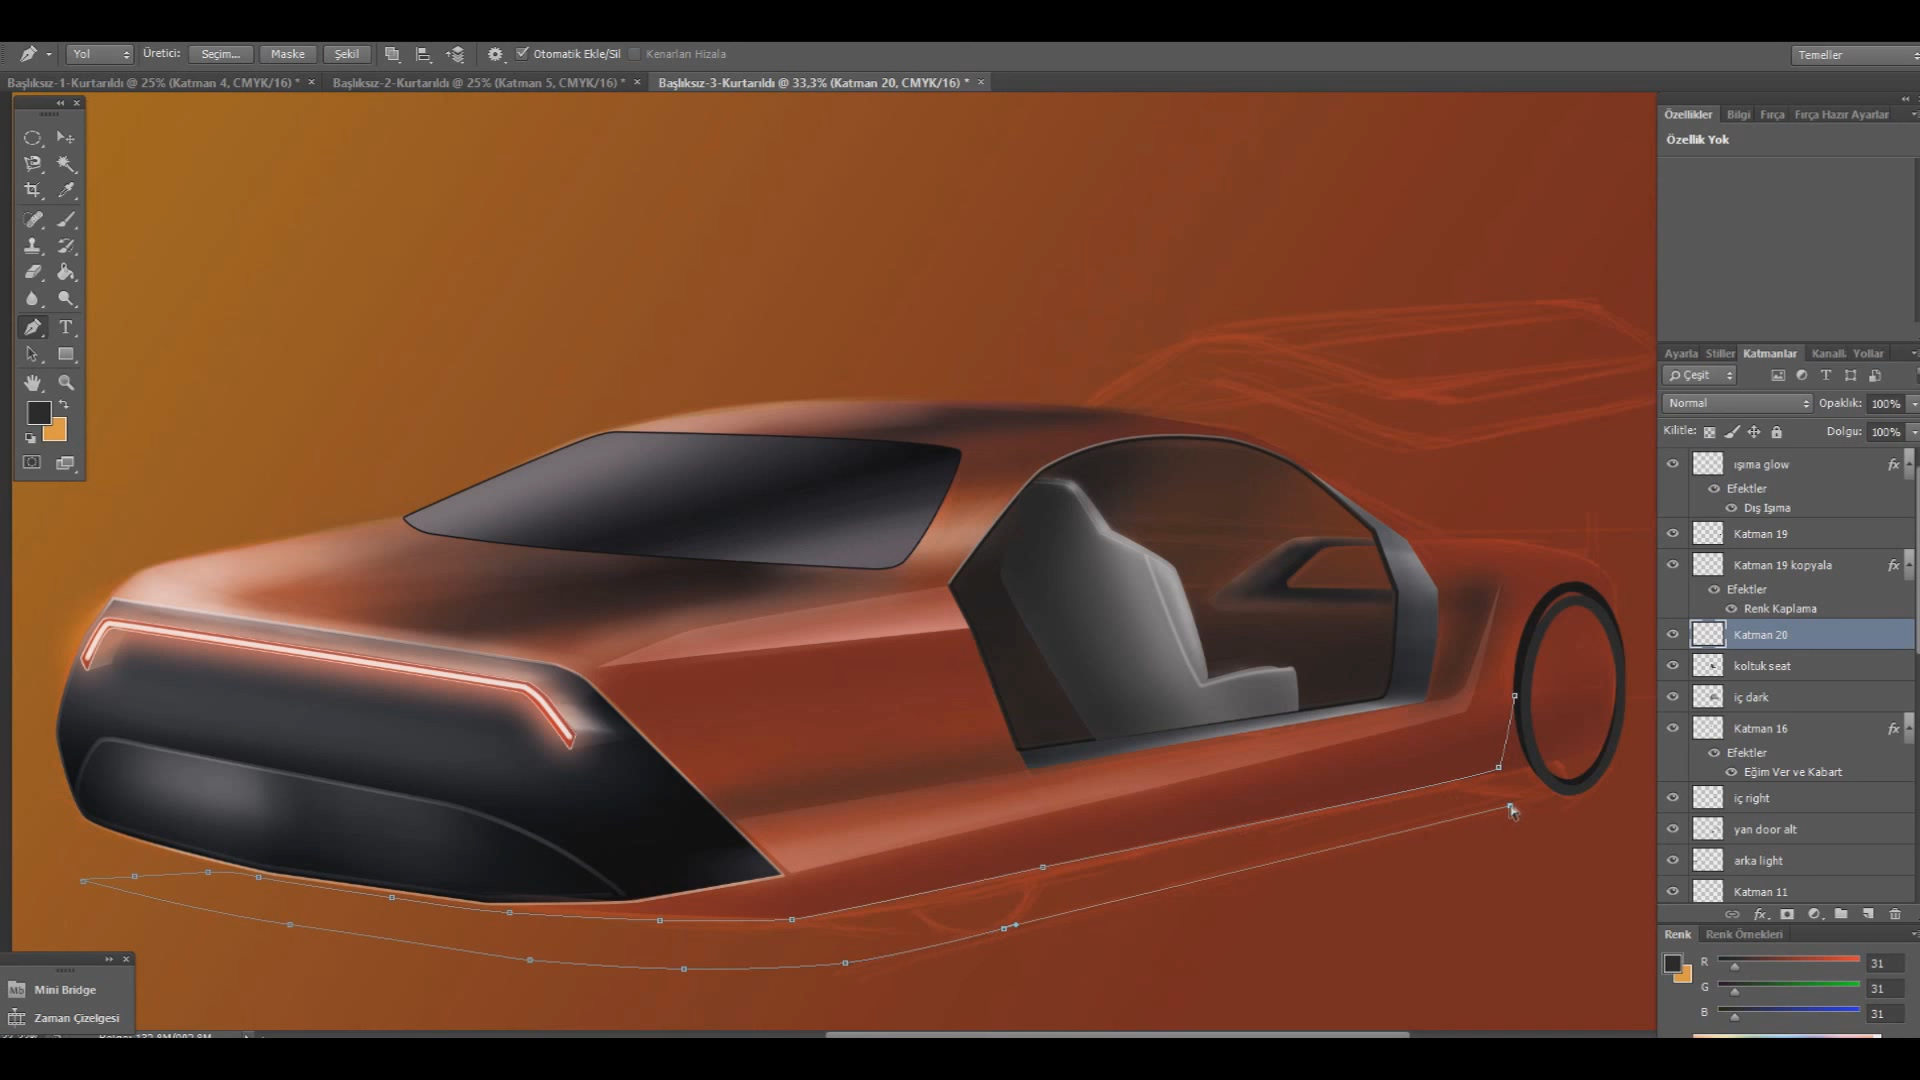 Yol Üretici: Seçim... Maske Şekil Otomatik Ekle/Sil Kenarları Hizala Temeller
Başlıksız-1-Kurtarıldı @ 25% (Katman 4, CMYK/16) * × Başlıksız-2-Kurtarıldı @ 25% (Katman 5, CMYK/16) * × Başlıksız-3-Kurtarıldı @ 33,3% (Katman 20, CMYK/16) * ×
Özellikler Bilgi Fırça Fırça Hazır Ayarlar
Özellik Yok
Ayarla Stiller Katmanlar Kanall. Yollar
Çeşit
Normal Opaklık: 100%
Kilitle: Dolgu: 100%
ışıma glow fx
Efektler
Dış Işıma
Katman 19
Katman 19 kopyala fx
Efektler
Renk Kaplama
Katman 20
koltuk seat
iç dark
Katman 16 fx
Efektler
Eğim Ver ve Kabart
iç right
yan door alt
arka light
Katman 11
fx
Renk Renk Örnekleri
R 31
G 31
B 31
Mb Mini Bridge
Zaman Çizelgesi